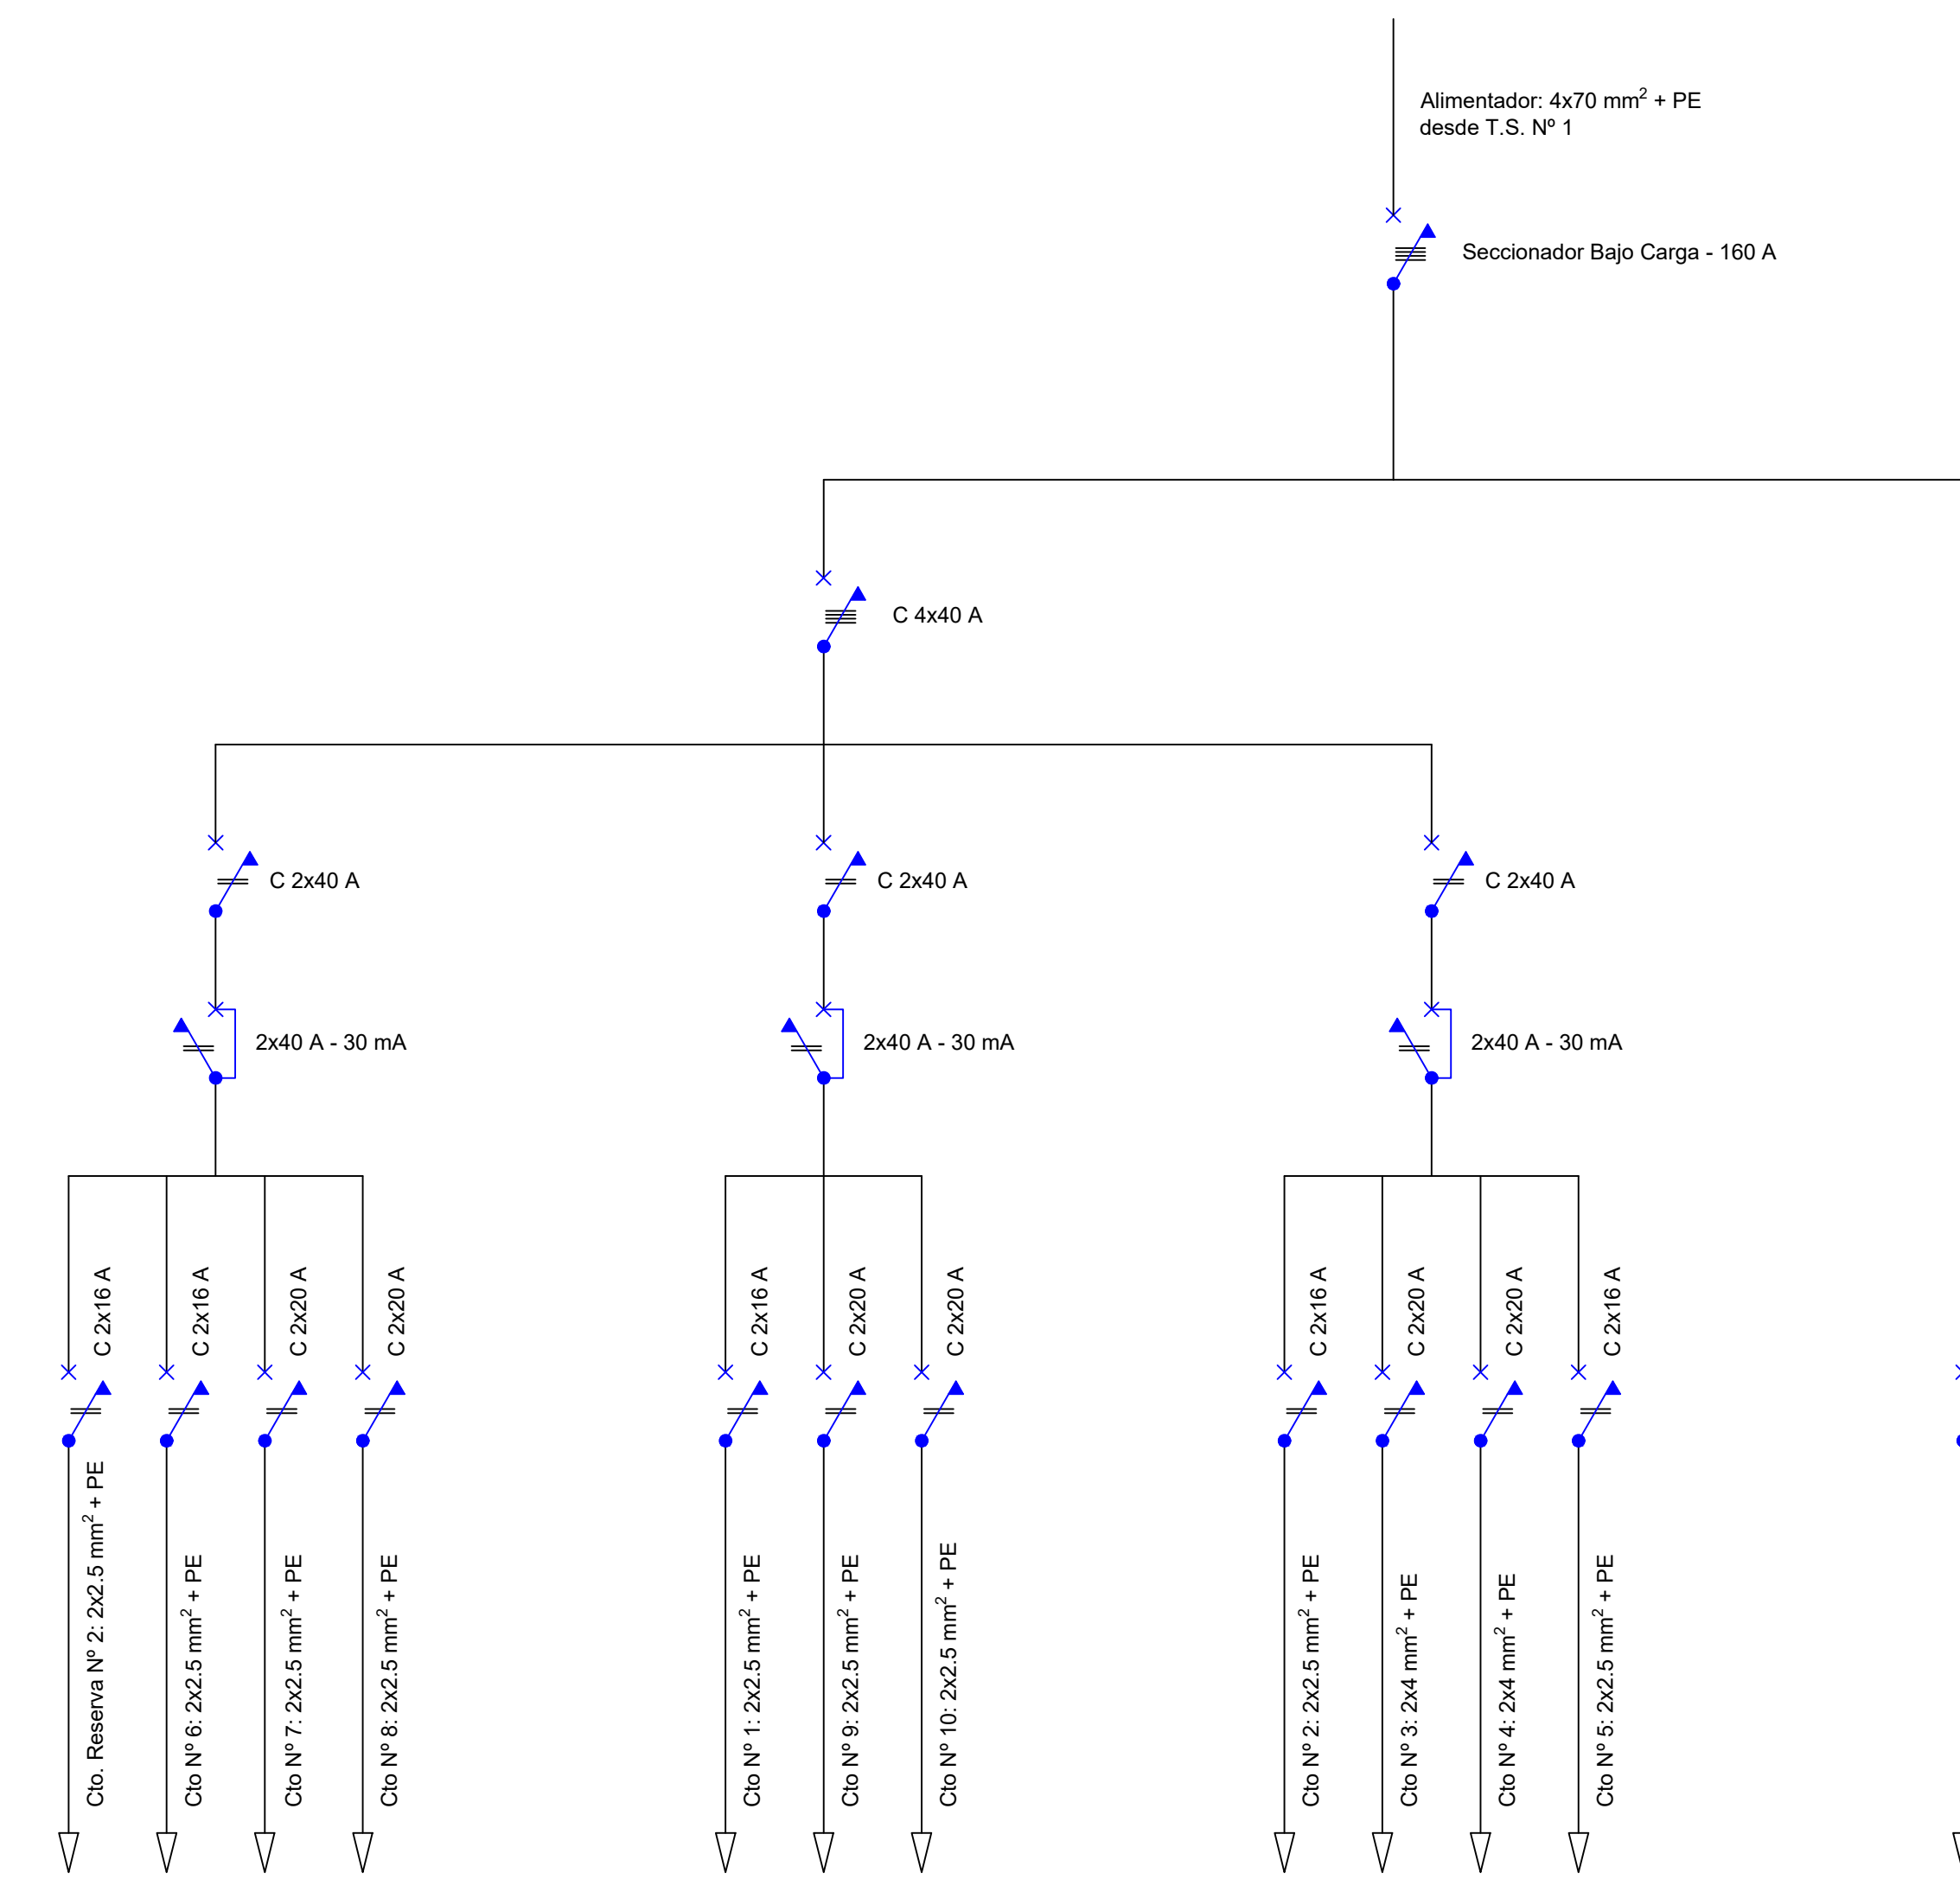 Alimentador: 4x70 mm² + PE
desde T.S. Nº 1
Seccionador Bajo Carga - 160 A
C 4x40 A
C 2x40 A
C 2x40 A
C 2x40 A
2x40 A - 30 mA
2x40 A - 30 mA
2x40 A - 30 mA
C 2x16 A
C 2x16 A
C 2x20 A
C 2x20 A
C 2x16 A
C 2x20 A
C 2x20 A
C 2x16 A
C 2x20 A
C 2x20 A
C 2x16 A
Cto. Reserva Nº 2: 2x2.5 mm² + PE
Cto Nº 6: 2x2.5 mm² + PE
Cto Nº 7: 2x2.5 mm² + PE
Cto Nº 8: 2x2.5 mm² + PE
Cto Nº 1: 2x2.5 mm² + PE
Cto Nº 9: 2x2.5 mm² + PE
Cto Nº 10: 2x2.5 mm² + PE
Cto Nº 2: 2x2.5 mm² + PE
Cto Nº 3: 2x4 mm² + PE
Cto Nº 4: 2x4 mm² + PE
Cto Nº 5: 2x2.5 mm² + PE